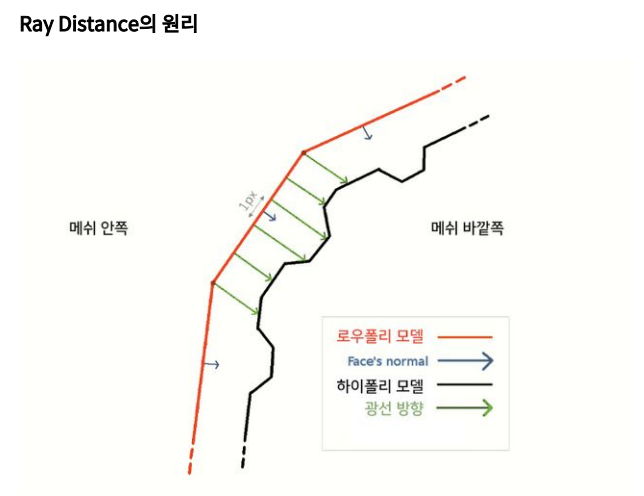 Ray Distance의 원리
1px
메쉬 안쪽
메쉬 바깥쪽
로우폴리 모델
Face's normal
하이폴리 모델
광선 방향